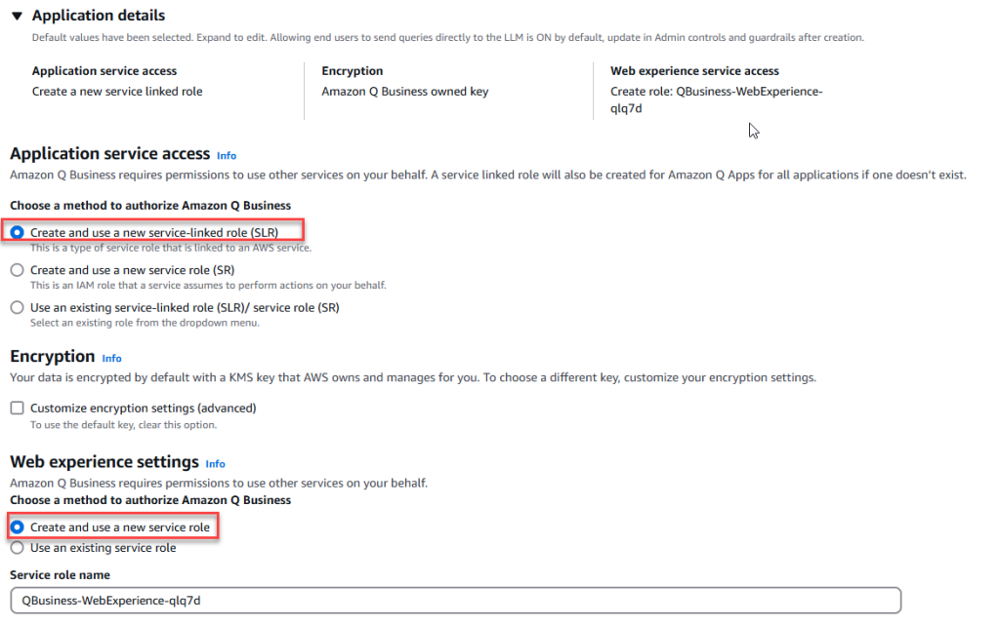 Application details
Default values have been selected. Expand to edit. Allowing end users to send queries directly to the LLM is ON by default, update in Admin controls and guardrails after creation.
Application service access
Create a new service linked role
Encryption
Amazon Q Business owned key
Web experience service access
Create role: QBusiness-WebExperience-
qlq7d
Application service access Info
Amazon Q Business requires permissions to use other services on your behalf. A service linked role will also be created for Amazon Q Apps for all applications if one doesn't exist.
Choose a method to authorize Amazon Q Business
Create and use a new service-linked role (SLR)
This is a type of service role that is linked to an AWS service.
Create and use a new service role (SR)
This is an IAM role that a service assumes to perform actions on your behalf.
Use an existing service-linked role (SLR)/ service role (SR)
Select an existing role from the dropdown menu.
Encryption Info
Your data is encrypted by default with a KMS key that AWS owns and manages for you. To choose a different key, customize your encryption settings.
Customize encryption settings (advanced)
To use the default key, clear this option.
Web experience settings Info
Amazon Q Business requires permissions to use other services on your behalf.
Choose a method to authorize Amazon Q Business
Create and use a new service role
Use an existing service role
Service role name
QBusiness-WebExperience-qlq7d